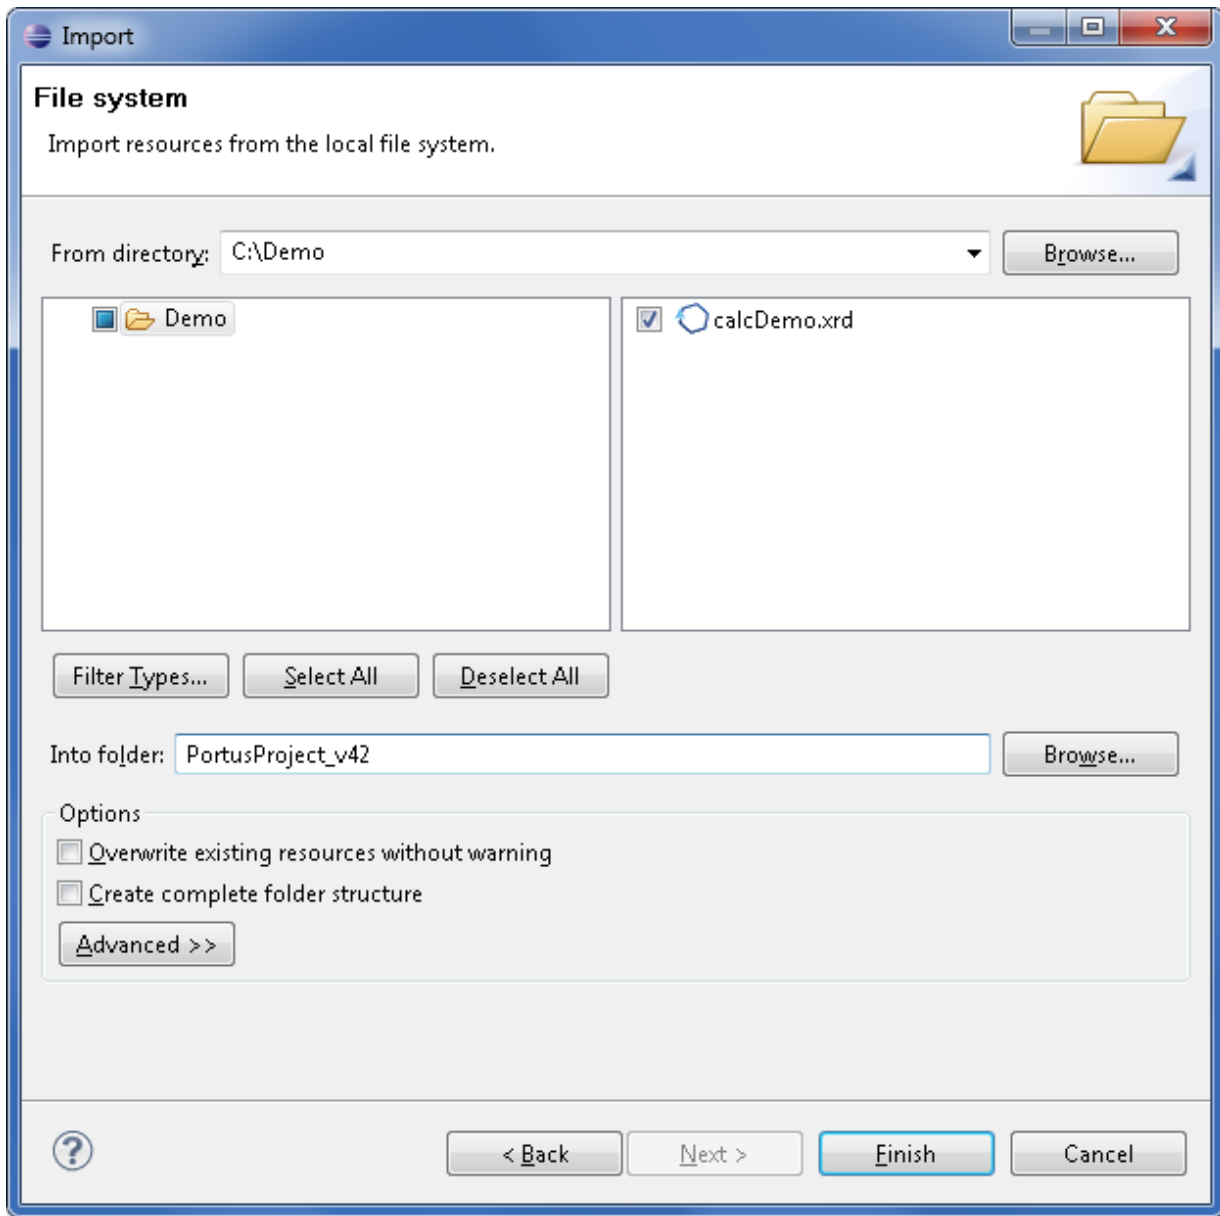 Import
File system
Import resources from the local file system.
From directory: C:\Demo Browse...
Demo calcDemo.xrd
Filter Types... Select All Deselect All
Into folder: PortusProject_v42 Browse...
Options
Overwrite existing resources without warning
Create complete folder structure
Advanced >>
? < Back Next > Finish Cancel